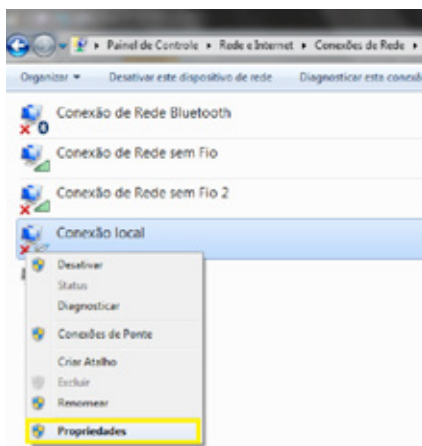 Painel de Controle ▸ Rede e Internet ▸ Conexões de Rede ▸
Organizar Desativar este dispositivo de rede Diagnosticar esta conexã
Conexão de Rede Bluetooth
Conexão de Rede sem Fio
Conexão de Rede sem Fio 2
Conexão local
Desativar
Status
Diagnosticar
Conexões de Ponte
Criar Atalho
Excluir
Renomear
Propriedades